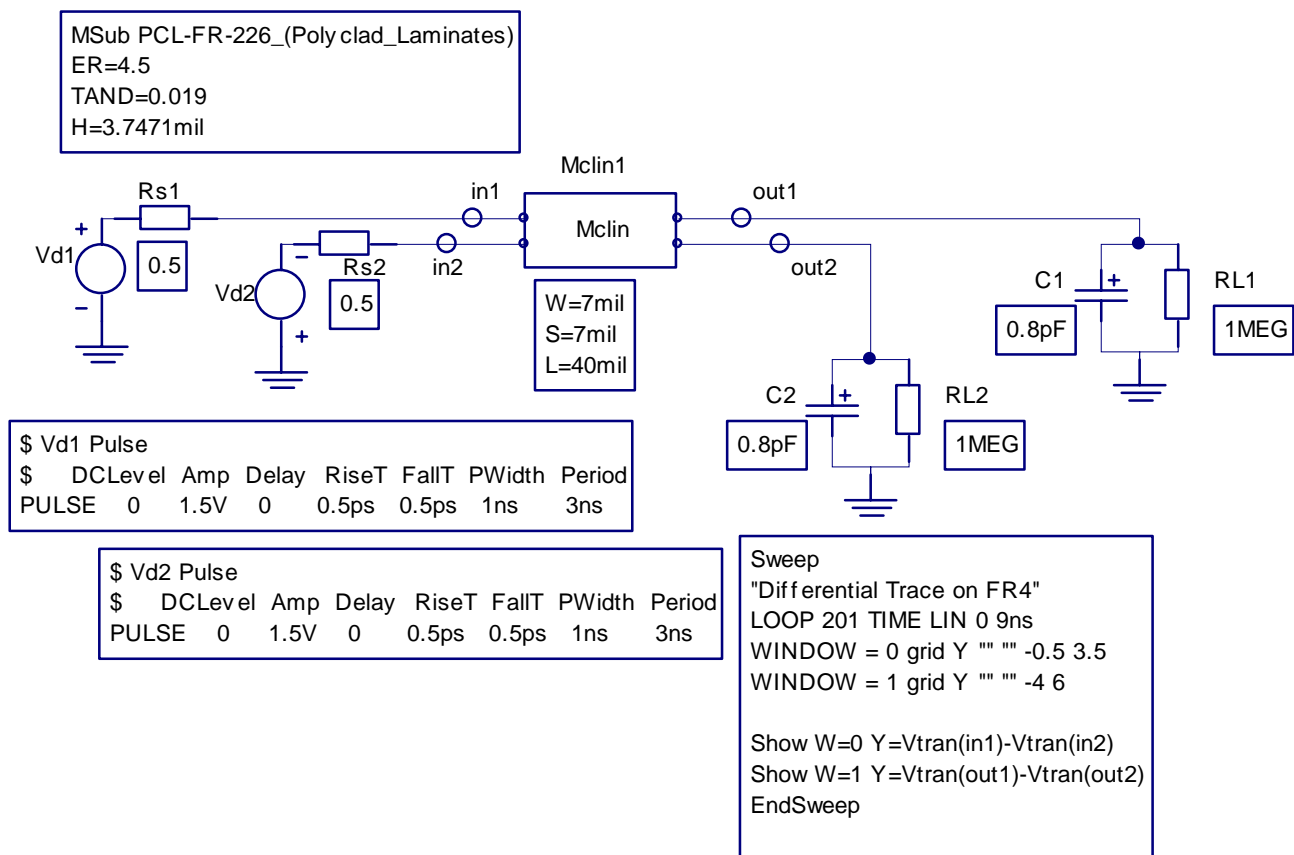 MSub PCL-FR-226_(Polyclad_Laminates)
ER=4.5
TAND=0.019
H=3.7471mil
Mclin1
Rs1
in1
out1
+
Mclin
Vd1
0.5
-
Rs2
in2
out2
Vd2
0.5
+
-
W=7mil
S=7mil
L=40mil
C1
+
RL1
0.8pF
1MEG
C2
+
RL2
0.8pF
1MEG
$ Vd1 Pulse
$ DCLevel Amp Delay RiseT FallT PWidth Period
PULSE 0 1.5V 0 0.5ps 0.5ps 1ns 3ns
$ Vd2 Pulse
$ DCLevel Amp Delay RiseT FallT PWidth Period
PULSE 0 1.5V 0 0.5ps 0.5ps 1ns 3ns
Sweep
"Differential Trace on FR4"
LOOP 201 TIME LIN 0 9ns
WINDOW = 0 grid Y "" "" -0.5 3.5
WINDOW = 1 grid Y "" "" -4 6
Show W=0 Y=Vtran(in1)-Vtran(in2)
Show W=1 Y=Vtran(out1)-Vtran(out2)
EndSweep